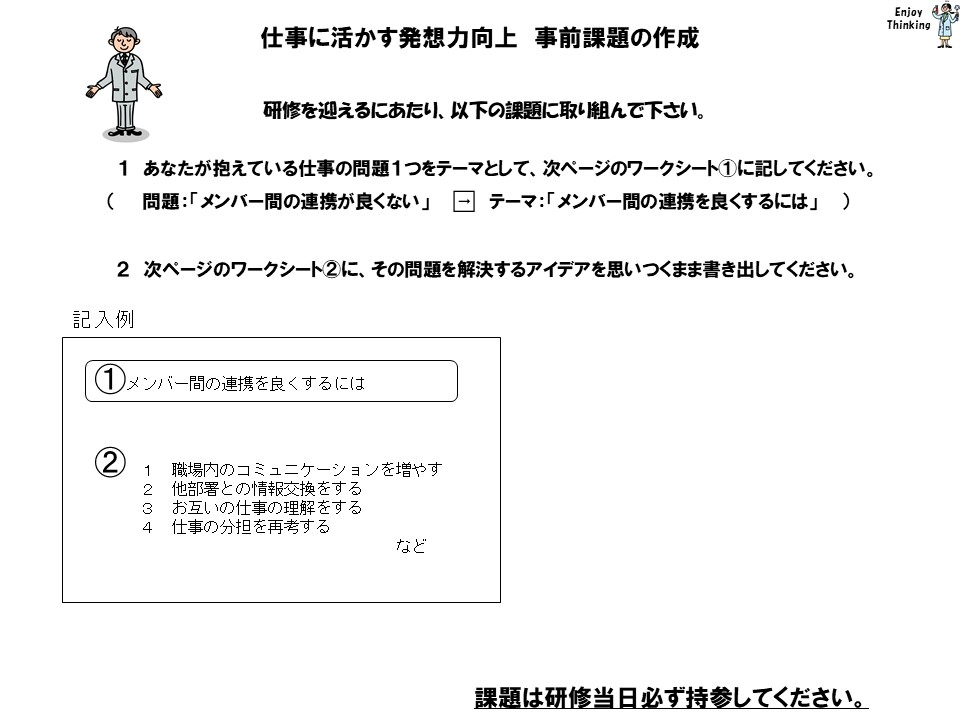 Enjoy
Thinking
仕事に活かす発想力向上　事前課題の作成
研修を迎えるにあたり、以下の課題に取り組んで下さい。
１　あなたが抱えている仕事の問題１つをテーマとして、次ページのワークシート①に記してください。
（　問題：「メンバー間の連携が良くない」　→　テーマ：「メンバー間の連携を良くするには」　）
２　次ページのワークシート②に、その問題を解決するアイデアを思いつくまま書き出してください。
記入例
①メンバー間の連携を良くするには
②　１　職場内のコミュニケーションを増やす
２　他部署との情報交換をする
３　お互いの仕事の理解をする
４　仕事の分担を再考する
など
課題は研修当日必ず持参してください。